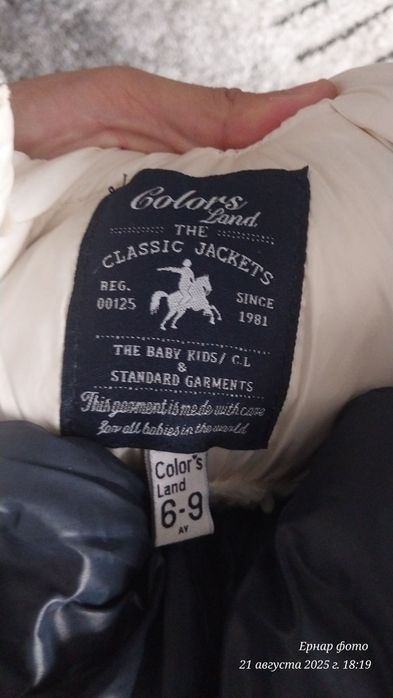 Colors
Land
THE
CLASSIC JACKETS
REG.
00125
SINCE
1981
THE BABY KIDS/ C.L
&
STANDARD GARMENTS
This garment is made with care
for all babies in the world
Color's
Land
6-9
AY
Ернар фото
21 августа 2025 г. 18:19